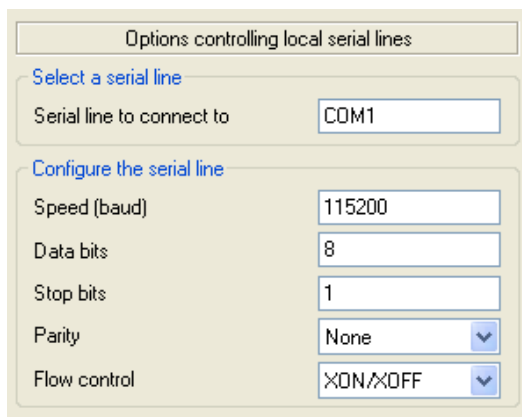 Options controlling local serial lines
Select a serial line
Serial line to connect to COM1
Configure the serial line
Speed (baud) 115200
Data bits 8
Stop bits 1
Parity None
Flow control XON/XOFF